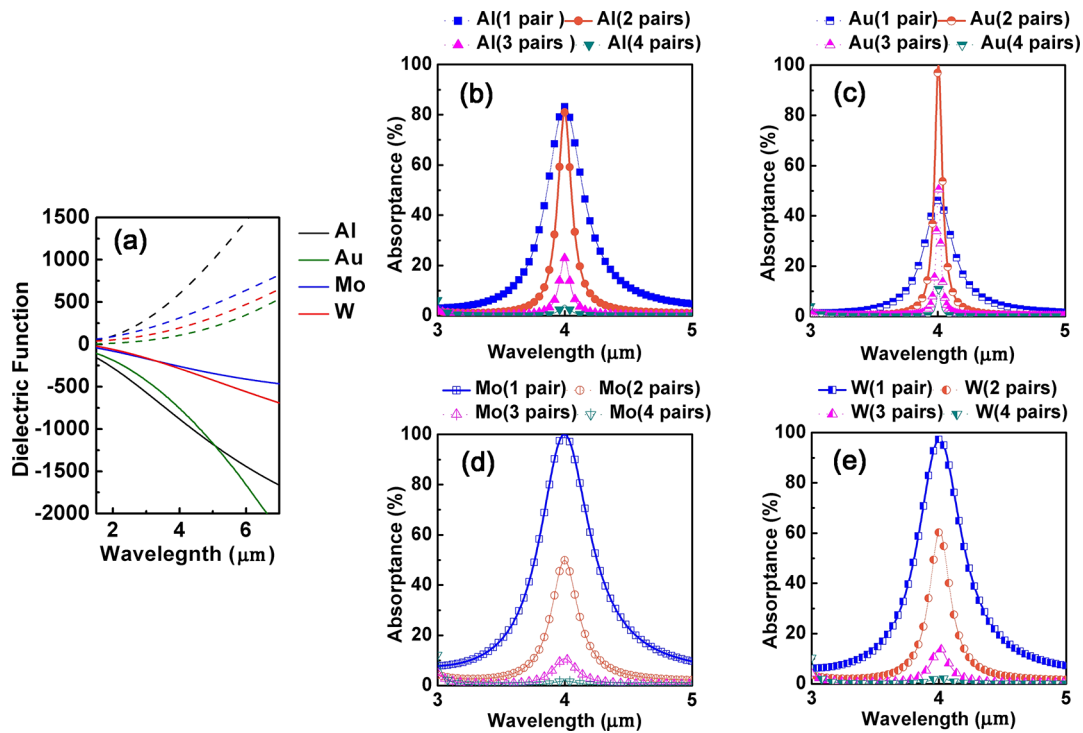 Al(1 pair ) Al(2 pairs)
Al(3 pairs ) Al(4 pairs)
(b)
Absorptance (%)
100
80
60
40
20
0
3 4 5
Wavelength (μm)
Au(1 pair) Au(2 pairs)
Au(3 pairs) Au(4 pairs)
(c)
Absorptance (%)
100
80
60
40
20
0
3 4 5
Wavelength (μm)
(a)
Dielectric Function
1500
1000
500
0
-500
-1000
-1500
-2000
2 4 6
Wavelegnth (μm)
Al
Au
Mo
W
Mo(1 pair) Mo(2 pairs)
Mo(3 pairs) Mo(4 pairs)
(d)
Absorptance (%)
100
80
60
40
20
0
3 4 5
Wavelength (μm)
W(1 pair) W(2 pairs)
W(3 pairs) W(4 pairs)
(e)
Absorptance (%)
100
80
60
40
20
0
3 4 5
Wavelength (μm)